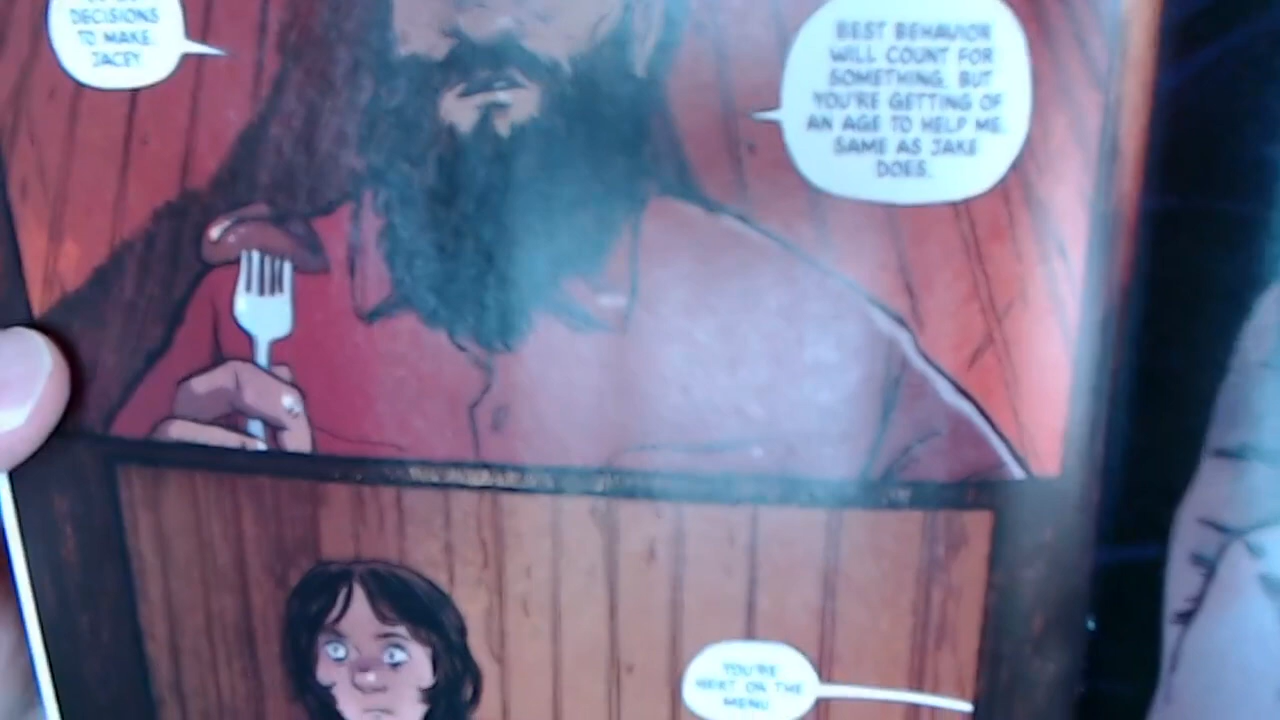 DECISIONS
TO MAKE,
JACEY.
BEST BEHAVIOR
WILL COUNT FOR
SOMETHING, BUT
YOU'RE GETTING OF
AN AGE TO HELP ME.
SAME AS JAKE
DOES.
YOU'RE
NEXT ON THE
MENU.